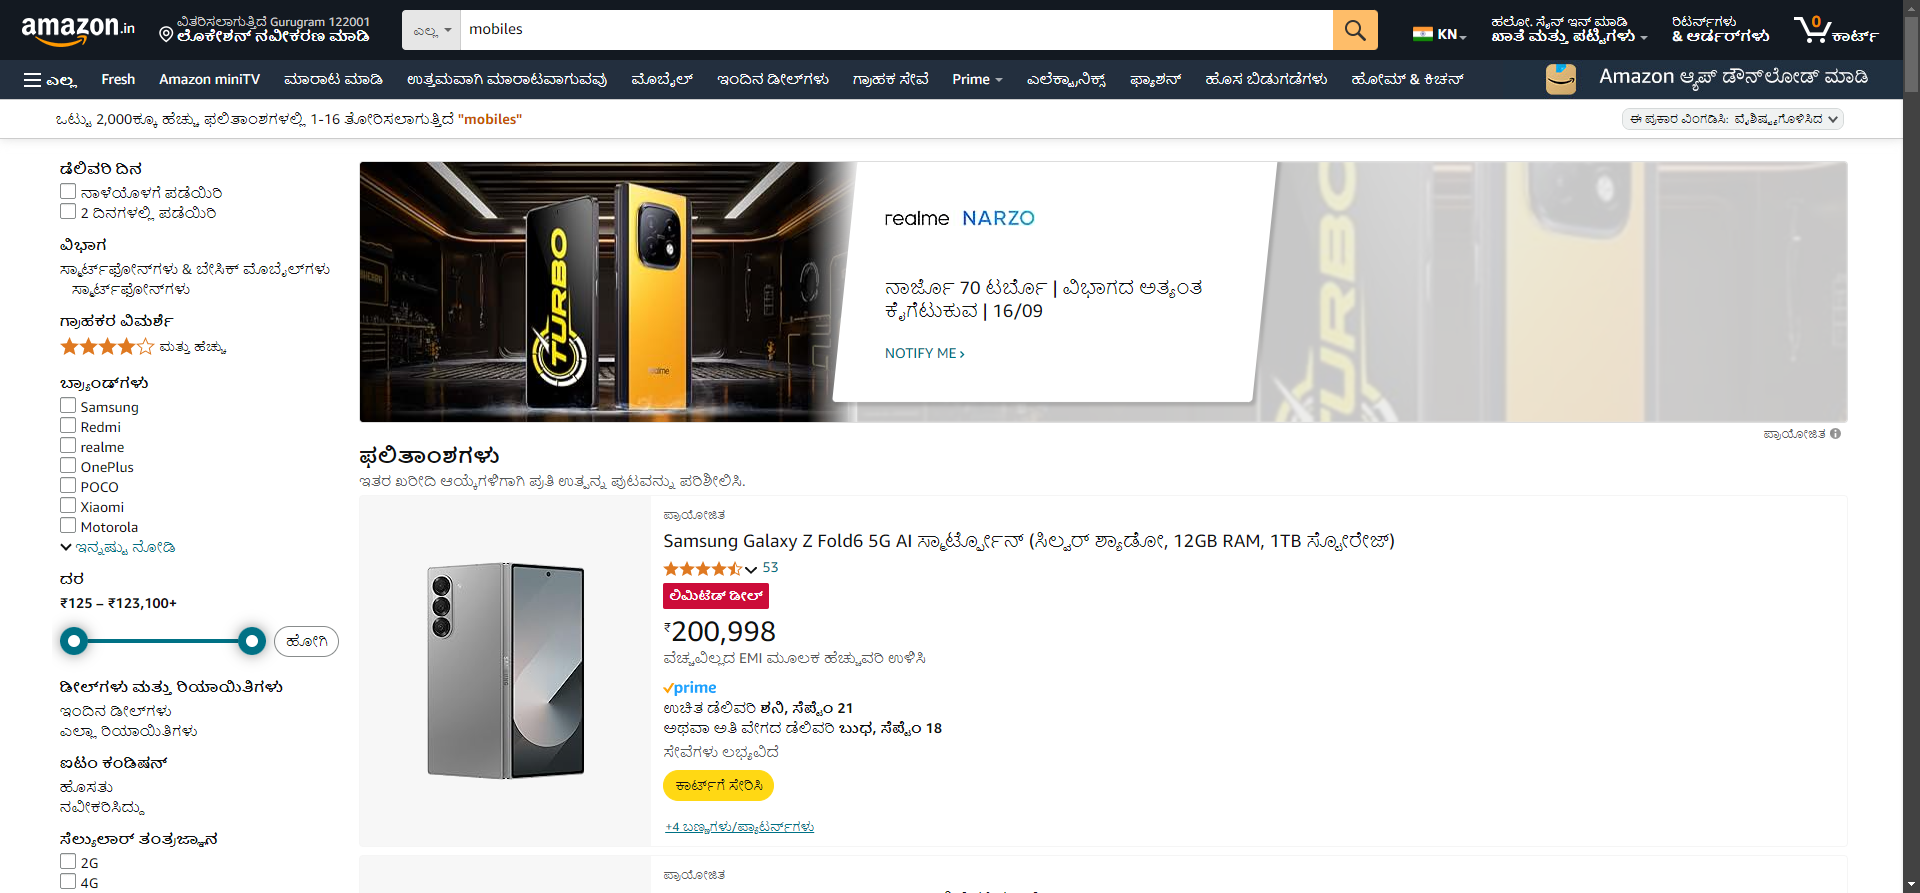 amazon.in
ವಿತರಿಸಲಾಗುತ್ತಿದೆ Gurugram 122001
ಲೊಕೇಶನ್ ನವೀಕರಣ ಮಾಡಿ
ಎಲ್ಲ
mobiles
KN
ಹಲೋ. ಸೈನ್ ಇನ್ ಮಾಡಿ
ಖಾತೆ ಮತ್ತು ಪಟ್ಟಿಗಳು
ರಿಟರ್ನ್‌ಗಳು
& ಆರ್ಡರ್‌ಗಳು
0
ಕಾರ್ಟ್
ಎಲ್ಲ Fresh Amazon miniTV ಮಾರಾಟ ಮಾಡಿ ಉತ್ತಮವಾಗಿ ಮಾರಾಟವಾಗುವವು ಮೊಬೈಲ್ ಇಂದಿನ ಡೀಲ್‌ಗಳು ಗ್ರಾಹಕ ಸೇವೆ Prime ಎಲೆಕ್ಟ್ರಾನಿಕ್ಸ್ ಫ್ಯಾಶನ್ ಹೊಸ ಬಿಡುಗಡೆಗಳು ಹೋಮ್ & ಕಿಚನ್ Amazon ಆ್ಯಪ್ ಡೌನ್‌ಲೋಡ್ ಮಾಡಿ
ಒಟ್ಟು 2,000ಕ್ಕೂ ಹೆಚ್ಚು ಫಲಿತಾಂಶಗಳಲ್ಲಿ 1-16 ತೋರಿಸಲಾಗುತ್ತಿದೆ "mobiles"
ಈ ಪ್ರಕಾರ ವಿಂಗಡಿಸಿ: ವೈಶಿಷ್ಟ್ಯಗೊಳಿಸಿದ
ಡೆಲಿವರಿ ದಿನ
ನಾಳೆಯೊಳಗೆ ಪಡೆಯಿರಿ
2 ದಿನಗಳಲ್ಲಿ ಪಡೆಯಿರಿ
ವಿಭಾಗ
ಸ್ಮಾರ್ಟ್‌ಫೋನ್‌ಗಳು & ಬೇಸಿಕ್ ಮೊಬೈಲ್‌ಗಳು
ಸ್ಮಾರ್ಟ್‌ಫೋನ್‌ಗಳು
ಗ್ರಾಹಕರ ವಿಮರ್ಶೆ
ಮತ್ತು ಹೆಚ್ಚು
ಬ್ರ್ಯಾಂಡ್‌ಗಳು
Samsung
Redmi
realme
OnePlus
POCO
Xiaomi
Motorola
ಇನ್ನಷ್ಟು ನೋಡಿ
ದರ
₹125 – ₹123,100+
ಹೋಗಿ
ಡೀಲ್‌ಗಳು ಮತ್ತು ರಿಯಾಯಿತಿಗಳು
ಇಂದಿನ ಡೀಲ್‌ಗಳು
ಎಲ್ಲಾ ರಿಯಾಯಿತಿಗಳು
ಐಟಂ ಕಂಡಿಷನ್
ಹೊಸತು
ನವೀಕರಿಸಿದ್ದು
ಸೆಲ್ಯುಲಾರ್ ತಂತ್ರಜ್ಞಾನ
2G
4G
TURBO
realme
realme NARZO
ನಾರ್ಜೊ 70 ಟರ್ಬೊ | ವಿಭಾಗದ ಅತ್ಯಂತ
ಕೈಗೆಟುಕುವ | 16/09
NOTIFY ME ›
TURBO
ಪ್ರಾಯೋಜಿತ
ಫಲಿತಾಂಶಗಳು
ಇತರ ಖರೀದಿ ಆಯ್ಕೆಗಳಿಗಾಗಿ ಪ್ರತಿ ಉತ್ಪನ್ನ ಪುಟವನ್ನು ಪರಿಶೀಲಿಸಿ.
ಪ್ರಾಯೋಜಿತ
Samsung Galaxy Z Fold6 5G AI ಸ್ಮಾರ್ಟ್ಫೋನ್ (ಸಿಲ್ವರ್ ಶ್ಯಾಡೋ, 12GB RAM, 1TB ಸ್ಟೋರೇಜ್)
53
ಲಿಮಿಟೆಡ್ ಡೀಲ್
₹200,998
ವೆಚ್ಚವಿಲ್ಲದ EMI ಮೂಲಕ ಹೆಚ್ಚುವರಿ ಉಳಿಸಿ
prime
ಉಚಿತ ಡೆಲಿವರಿ ಶನಿ, ಸೆಪ್ಟೆಂ 21
ಅಥವಾ ಅತಿ ವೇಗದ ಡೆಲಿವರಿ ಬುಧ, ಸೆಪ್ಟೆಂ 18
ಸೇವೆಗಳು ಲಭ್ಯವಿದೆ
ಕಾರ್ಟ್‌ಗೆ ಸೇರಿಸಿ
+4 ಬಣ್ಣಗಳು/ಪ್ಯಾಟರ್ನ್‌ಗಳು
ಪ್ರಾಯೋಜಿತ